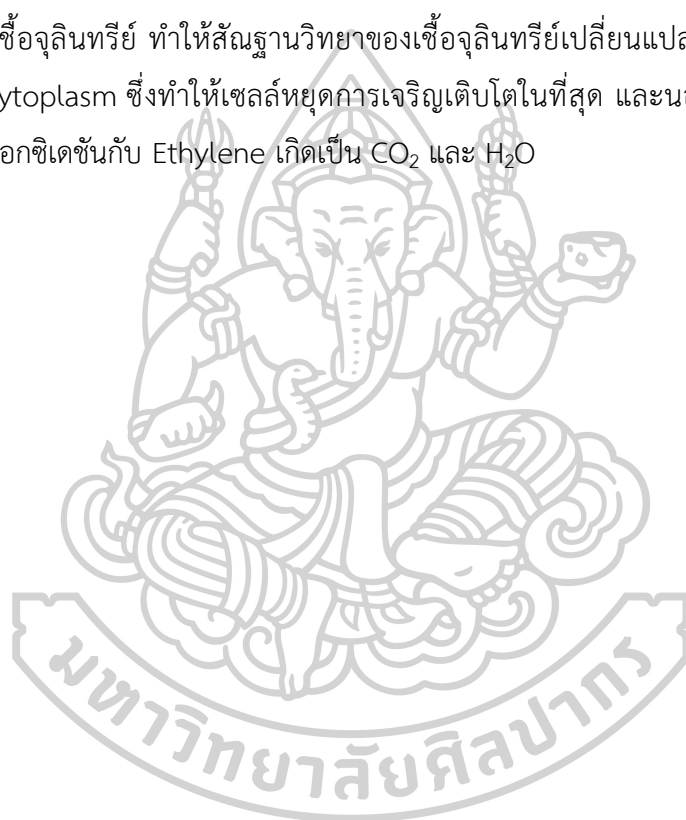 ชื้อจุลินทรีย์ ทำให้สัณฐานวิทยาของเชื้อจุลินทรีย์เปลี่ยนแปล
ytoplasm ซึ่งทำให้เซลล์หยุดการเจริญเติบโตในที่สุด และน
อกซิเดชันกับ Ethylene เกิดเป็น CO₂ และ H₂O
มหาวิทยาลัยศิลปากร